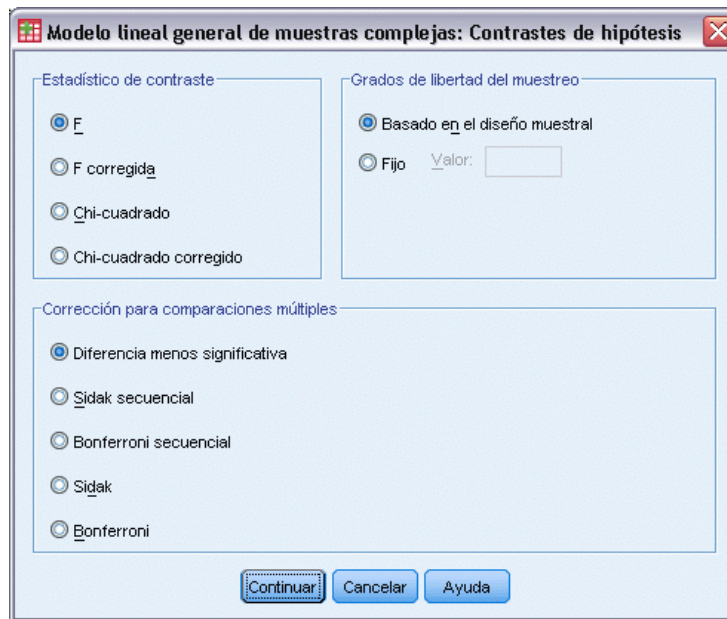 Modelo lineal general de muestras complejas: Contrastes de hipótesis
Estadístico de contraste
F
F corregida
Chi-cuadrado
Chi-cuadrado corregido
Grados de libertad del muestreo
Basado en el diseño muestral
Fijo Valor:
Corrección para comparaciones múltiples
Diferencia menos significativa
Sidak secuencial
Bonferroni secuencial
Sidak
Bonferroni
Continuar Cancelar Ayuda